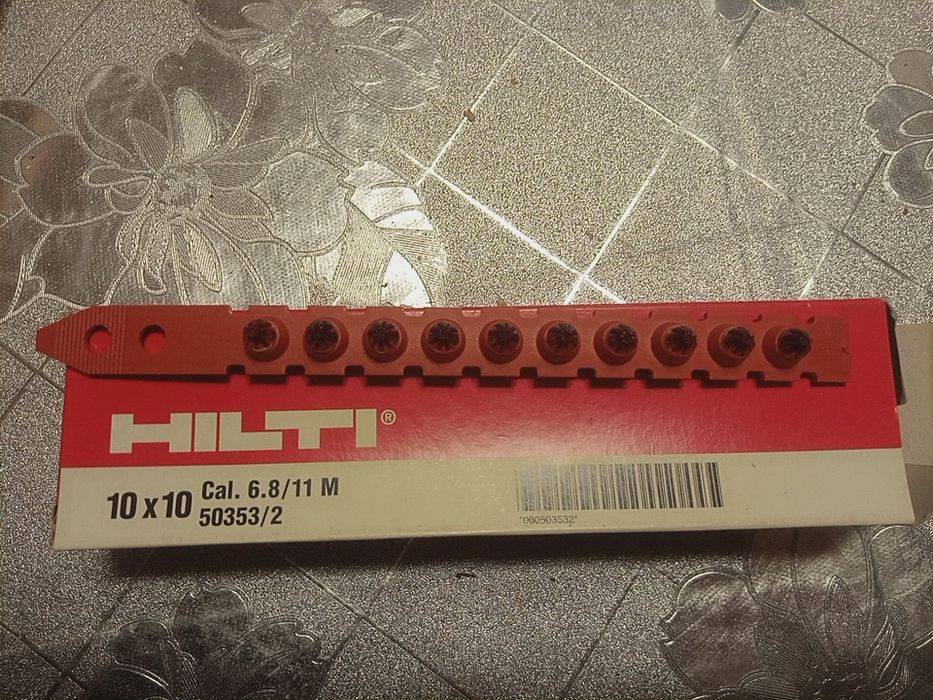 HILTI®
10 x 10 Cal. 6.8/11 M
50353/2
*000503532*